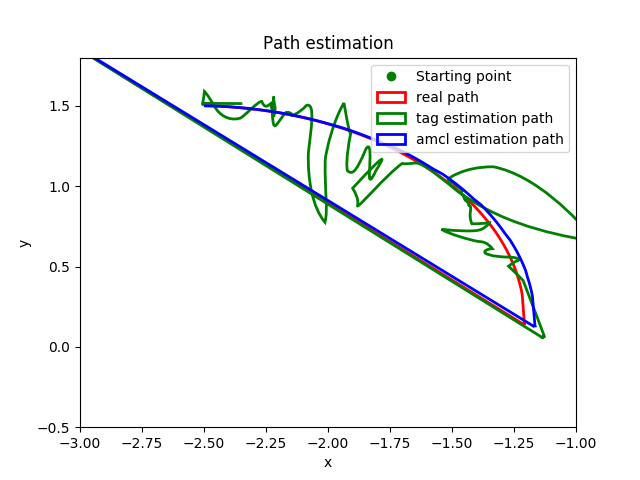 Path estimation
Starting point
real path
tag estimation path
amcl estimation path
1.5
1.0
0.5
0.0
−0.5
y
−3.00 −2.75 −2.50 −2.25 −2.00 −1.75 −1.50 −1.25 −1.00
x